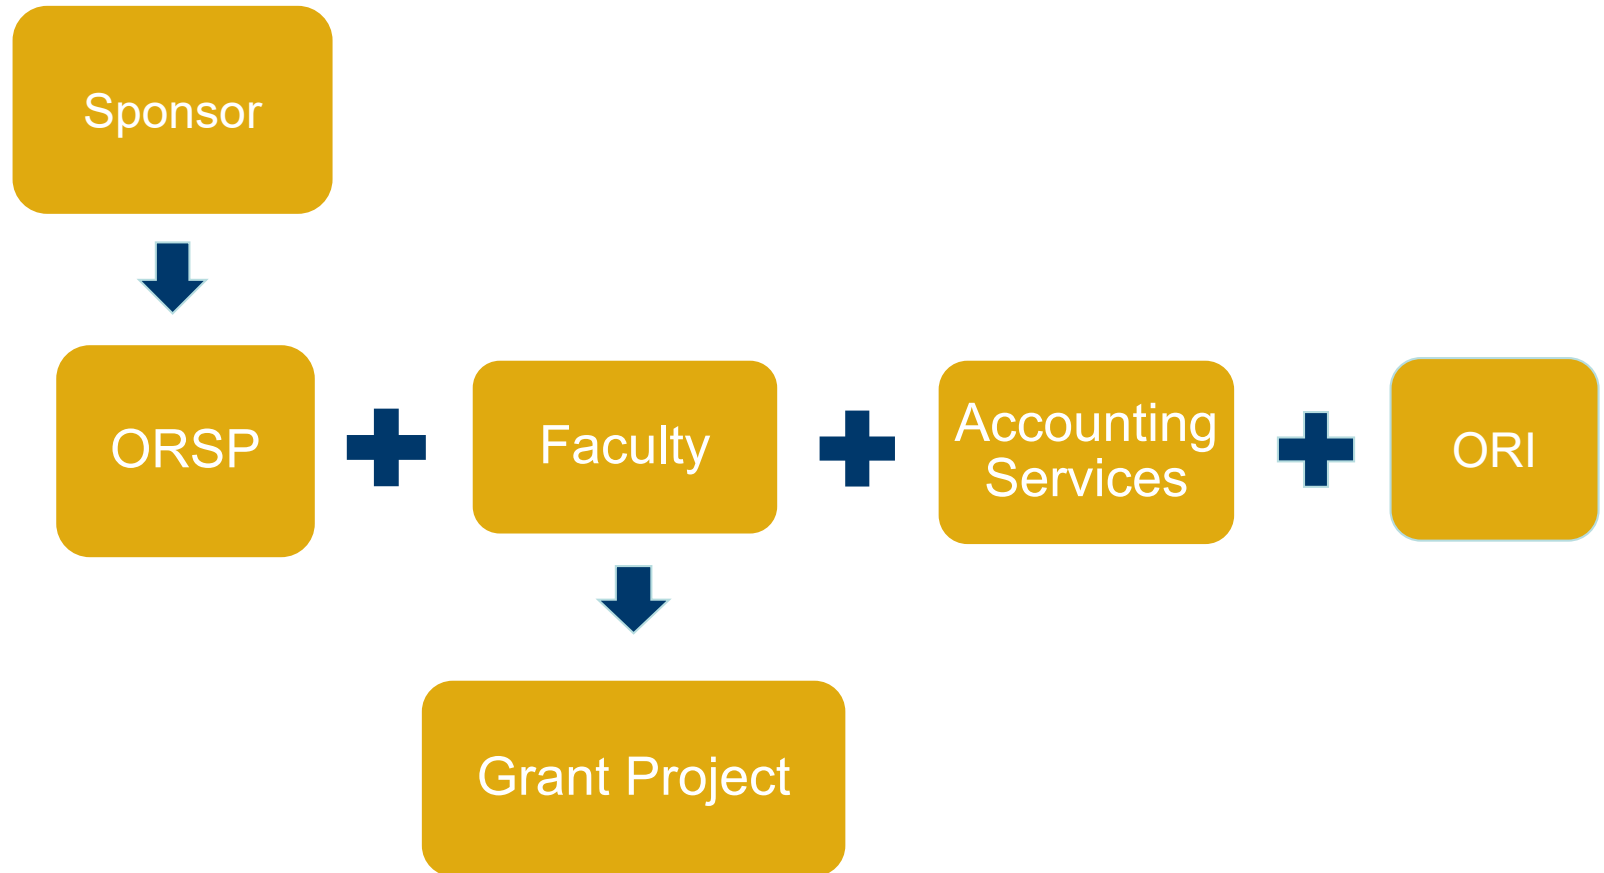 Sponsor
ORSP
Faculty
Accounting
Services
ORI
Grant Project